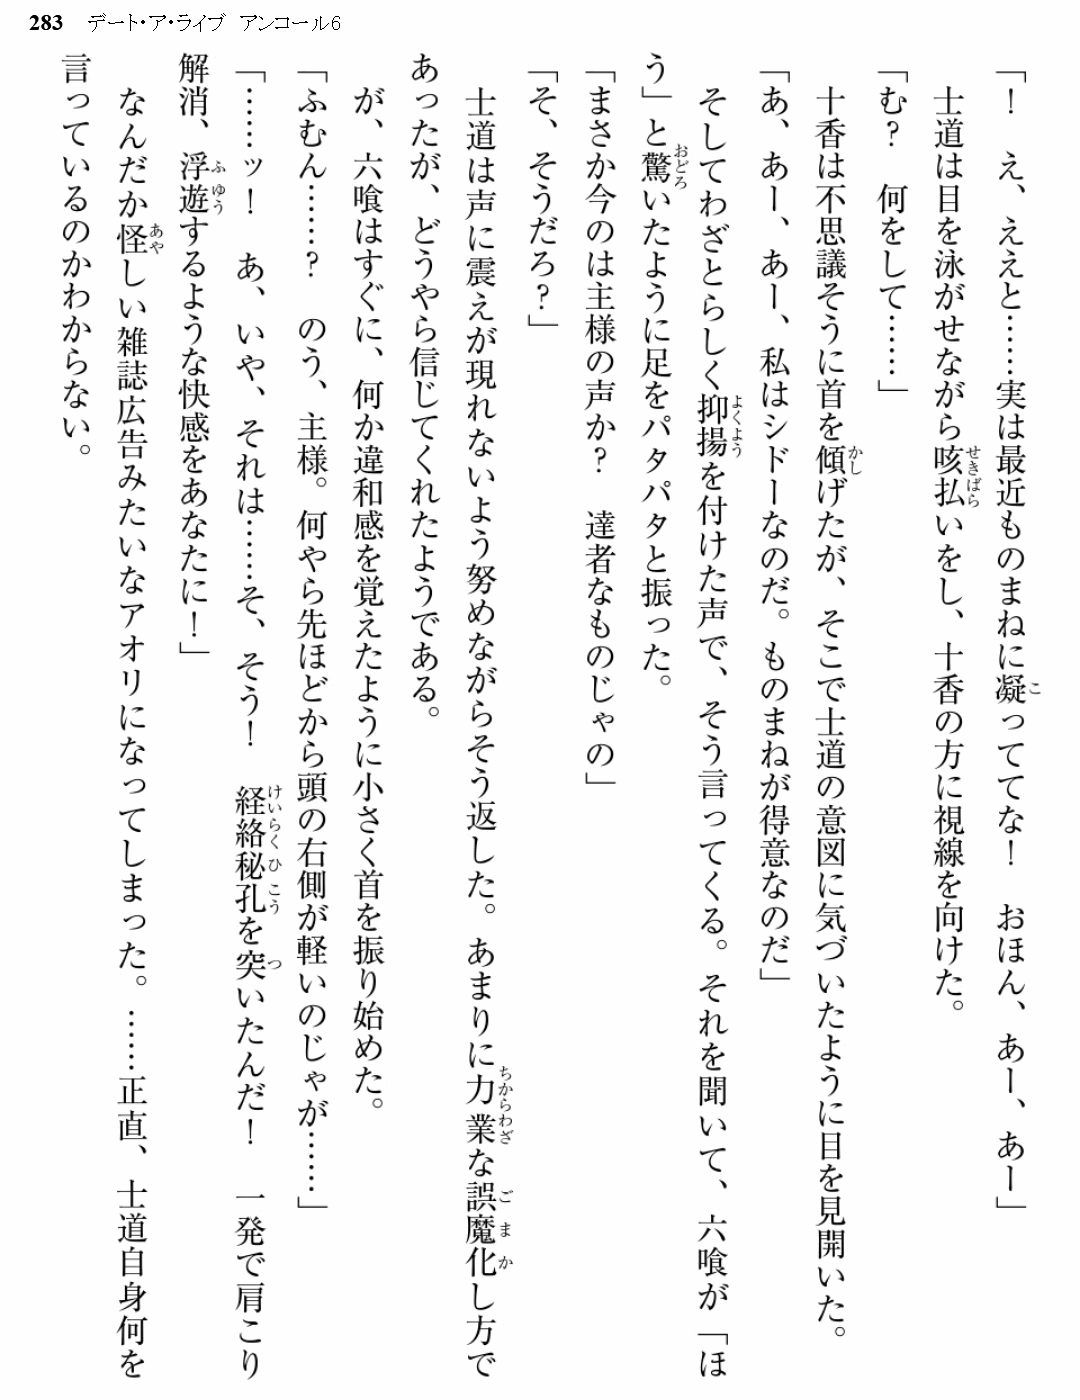 283 デート・ア・ライブ アンコール6
「！　え、ええと……実は最近ものまねに凝っててな！　おほん、あー、あー」
　士道は目を泳がせながら咳払いをし、十香の方に視線を向けた。
「む？　何をして……」
　十香は不思議そうに首を傾げたが、そこで士道の意図に気づいたように目を見開いた。
「あ、あー、あー、私はシドーなのだ。ものまねが得意なのだ」
　そしてわざとらしく抑揚を付けた声で、そう言ってくる。それを聞いて、六喰が「ほ
う」と驚いたように足をパタパタと振った。
「まさか今のは主様の声か？　達者なものじゃの」
「そ、そうだろ？」
　士道は声に震えが現れないよう努めながらそう返した。あまりに力業な誤魔化し方で
あったが、どうやら信じてくれたようである。
　が、六喰はすぐに、何か違和感を覚えたように小さく首を振り始めた。
「ふむん……？　のう、主様。何やら先ほどから頭の右側が軽いのじゃが……」
「……ッ！　あ、いや、それは……そ、そう！　経絡秘孔を突いたんだ！　一発で肩こり
解消、浮遊するような快感をあなたに！」
　なんだか怪しい雑誌広告みたいなアオリになってしまった。……正直、士道自身何を
言っているのかわからない。